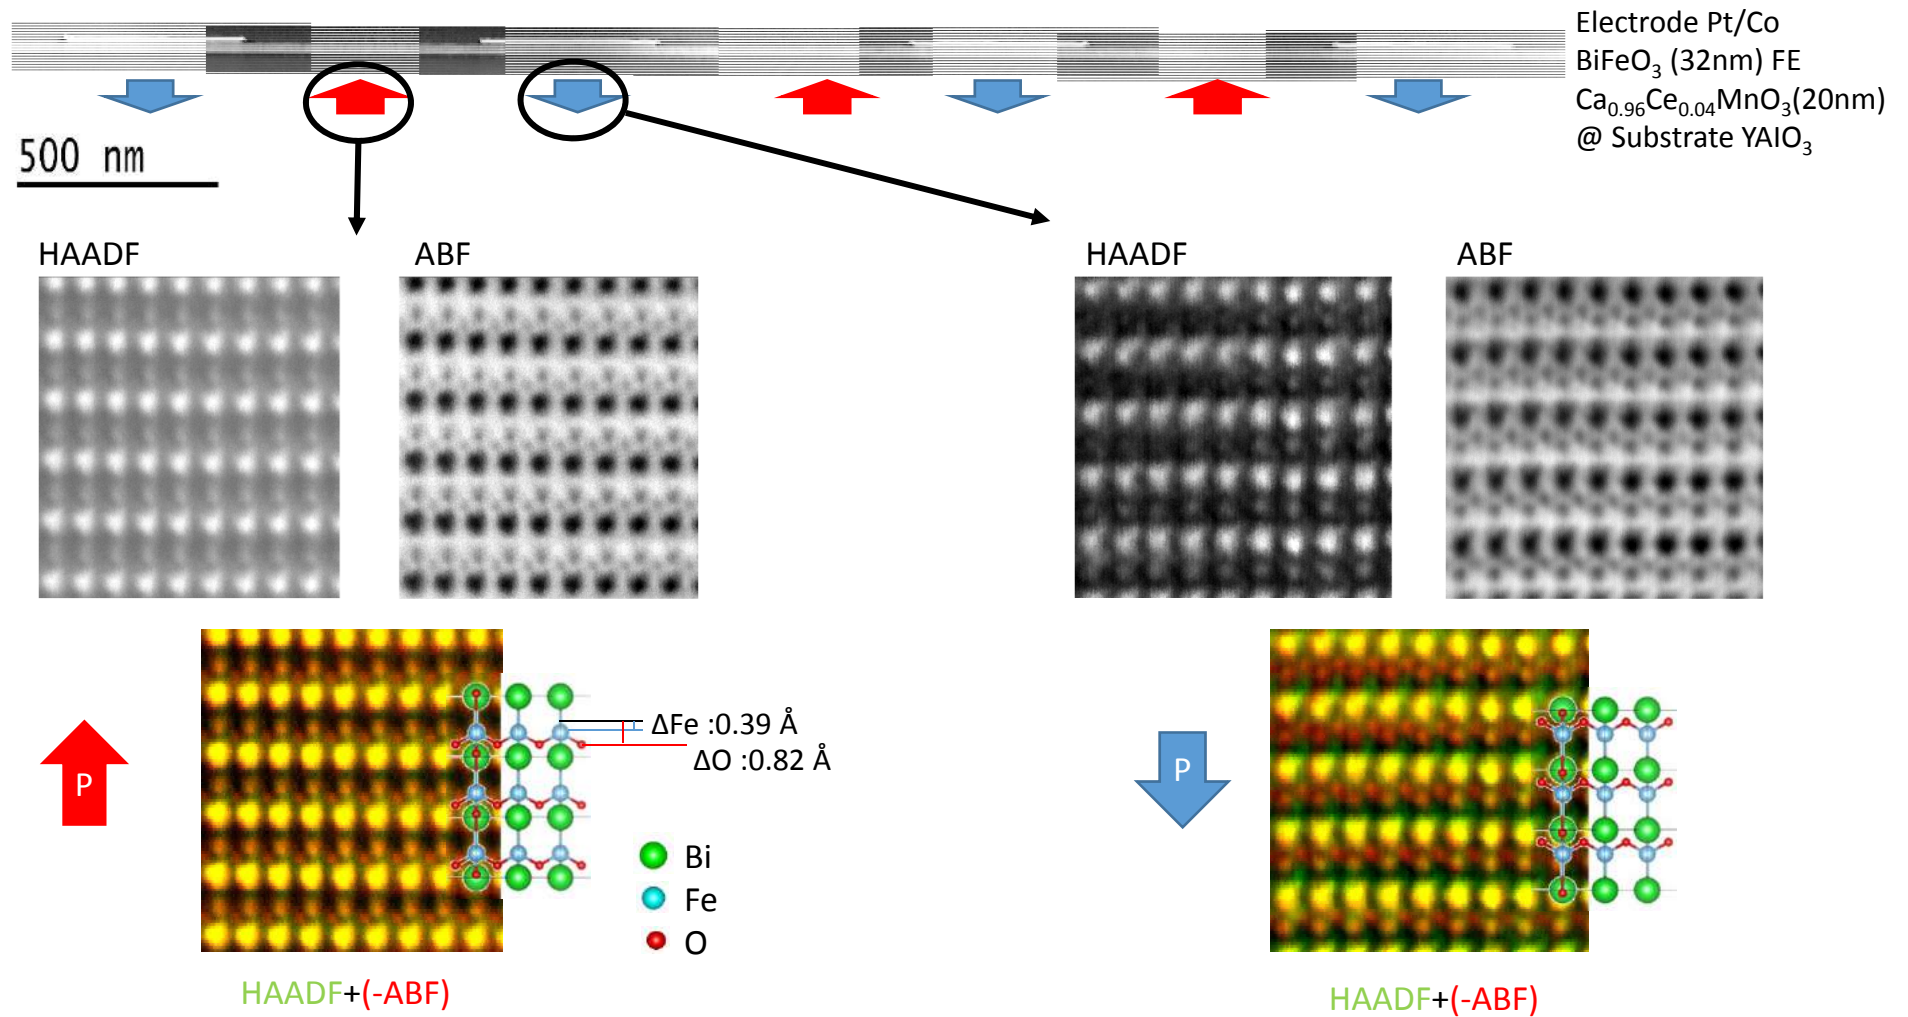 Electrode Pt/Co
BiFeO₃ (32nm) FE
Ca₀.₉₆Ce₀.₀₄MnO₃(20nm)
@ Substrate YAlO₃
500 nm
HAADF
ABF
HAADF
ABF
P
ΔFe :0.39 Å
ΔO :0.82 Å
Bi
Fe
O
P
HAADF+(-ABF)
HAADF+(-ABF)